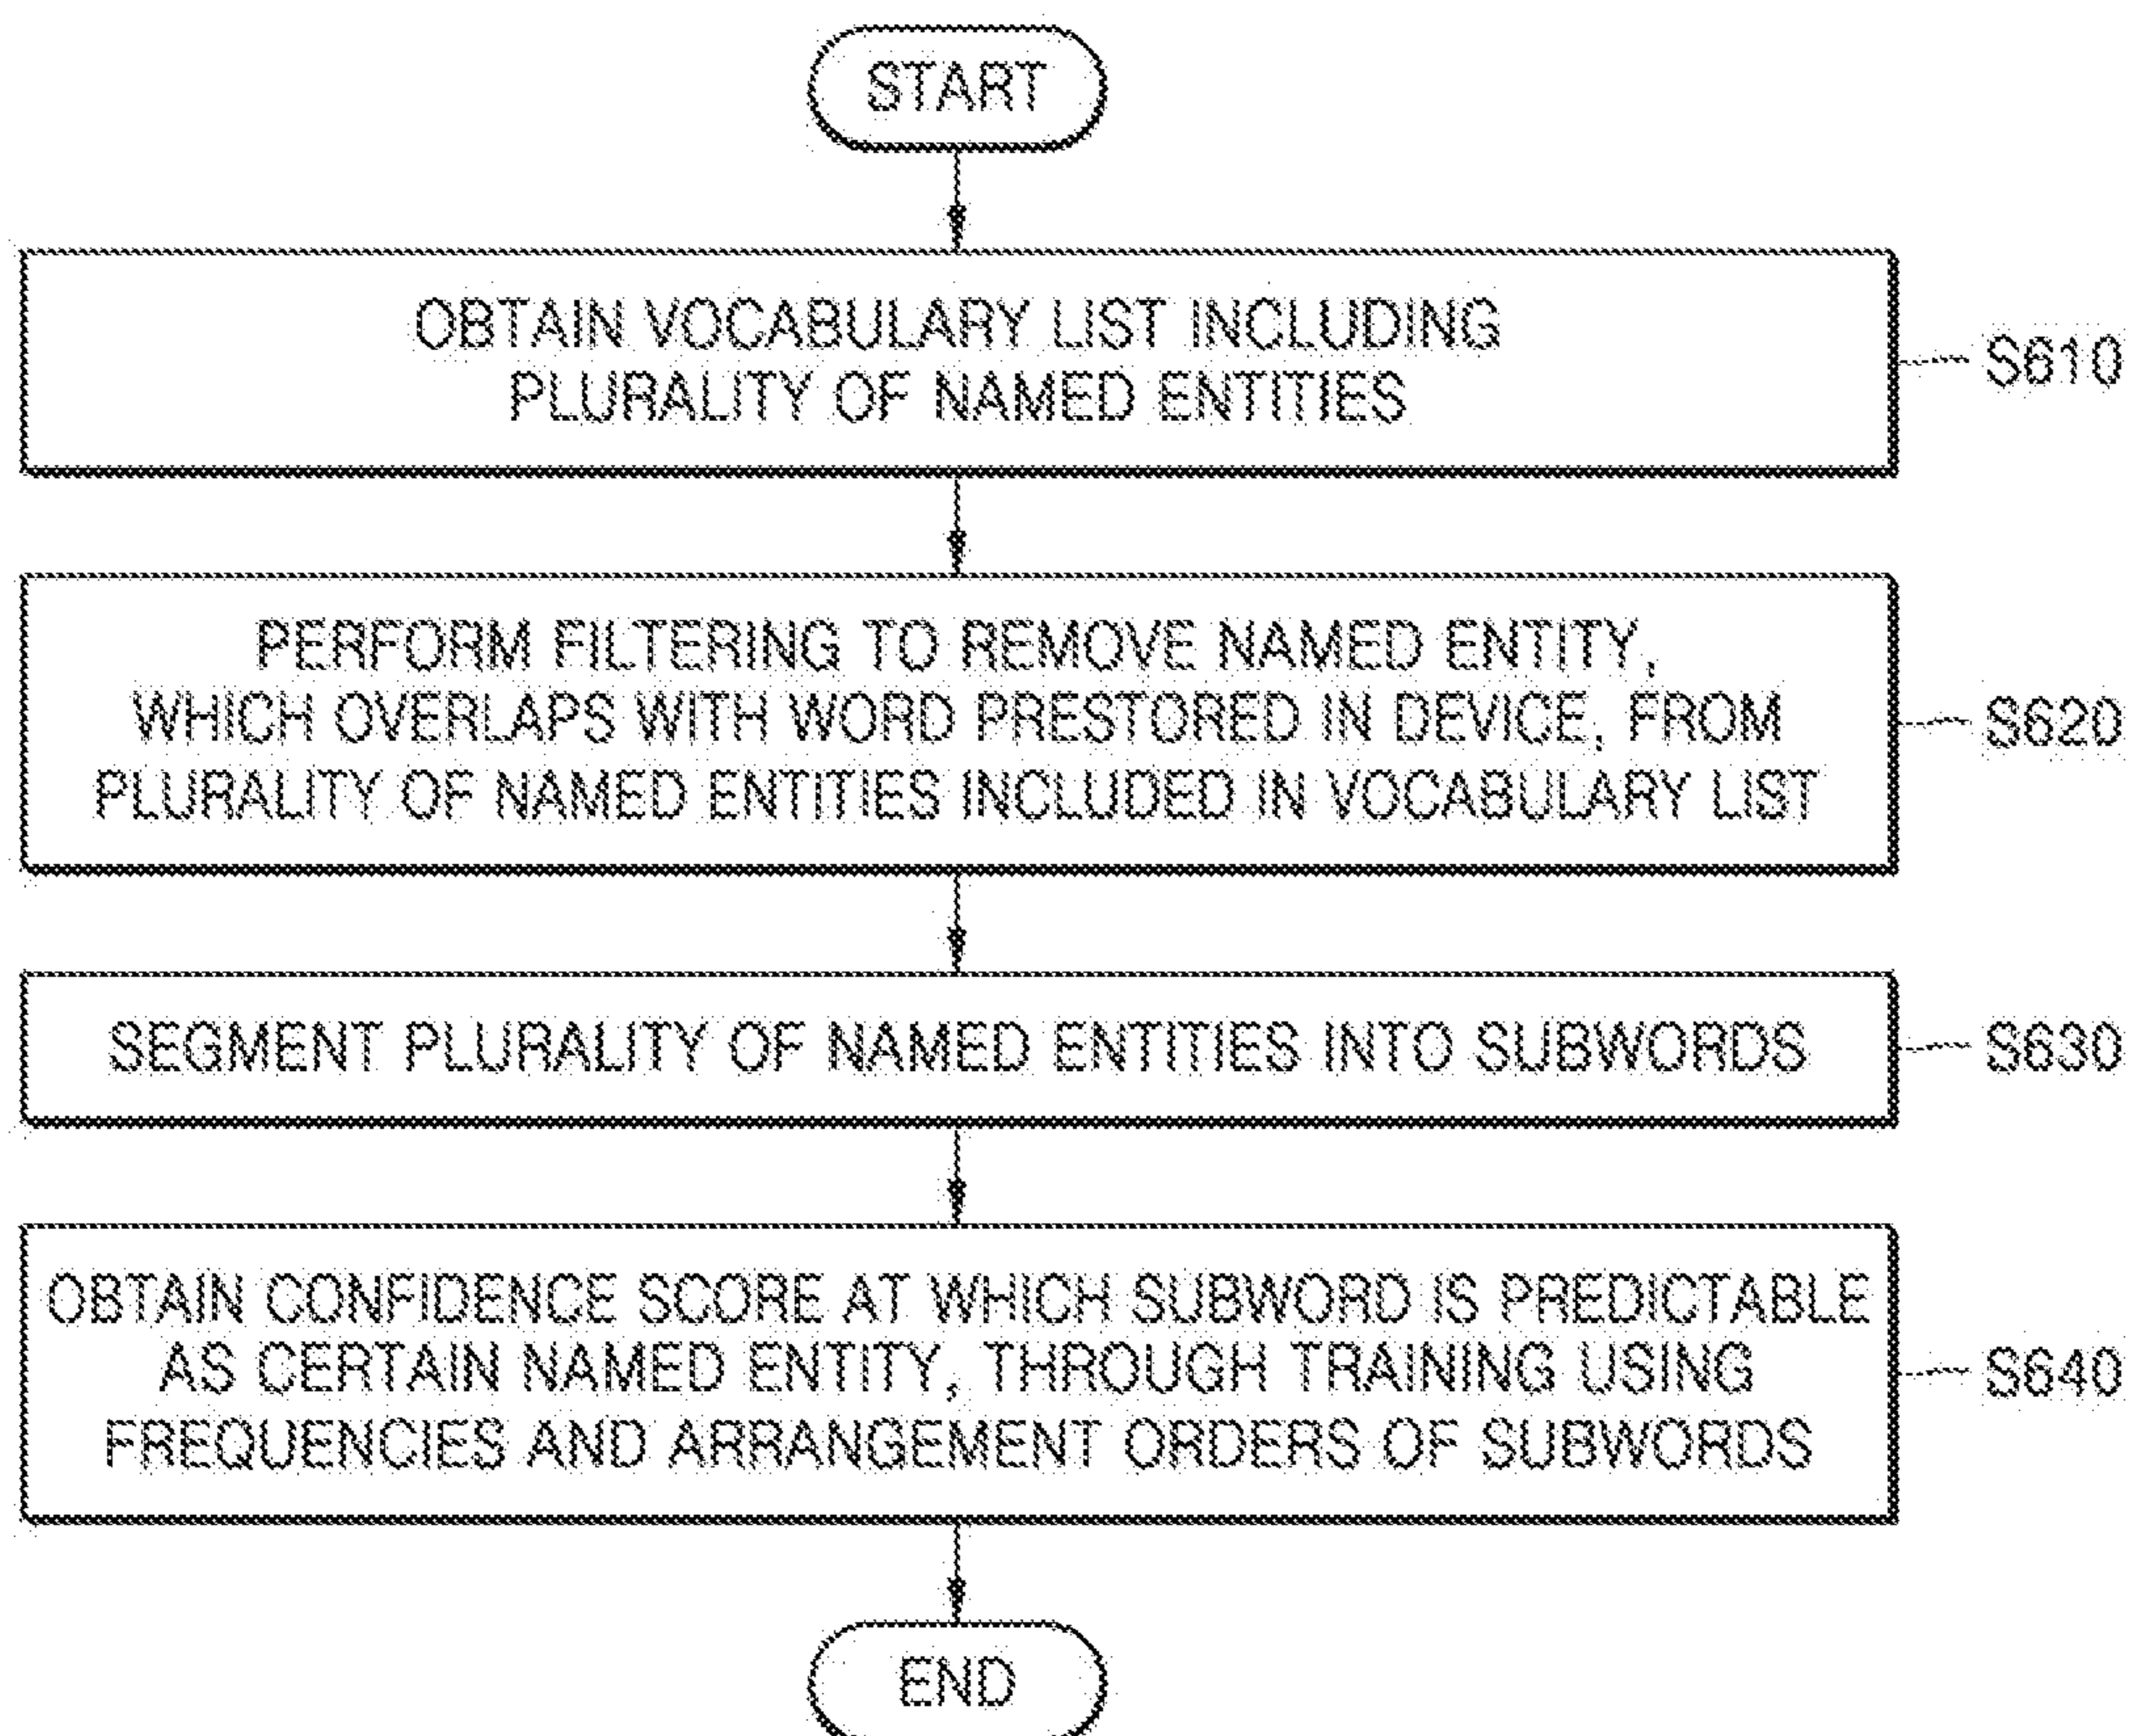 START
OBTAIN VOCABULARY LIST INCLUDING
PLURALITY OF NAMED ENTITIES
S610
PERFORM FILTERING TO REMOVE NAMED ENTITY,
WHICH OVERLAPS WITH WORD PRESTORED IN DEVICE, FROM
PLURALITY OF NAMED ENTITIES INCLUDED IN VOCABULARY LIST
S620
SEGMENT PLURALITY OF NAMED ENTITIES INTO SUBWORDS
S630
OBTAIN CONFIDENCE SCORE AT WHICH SUBWORD IS PREDICTABLE
AS CERTAIN NAMED ENTITY, THROUGH TRAINING USING
FREQUENCIES AND ARRANGEMENT ORDERS OF SUBWORDS
S640
END